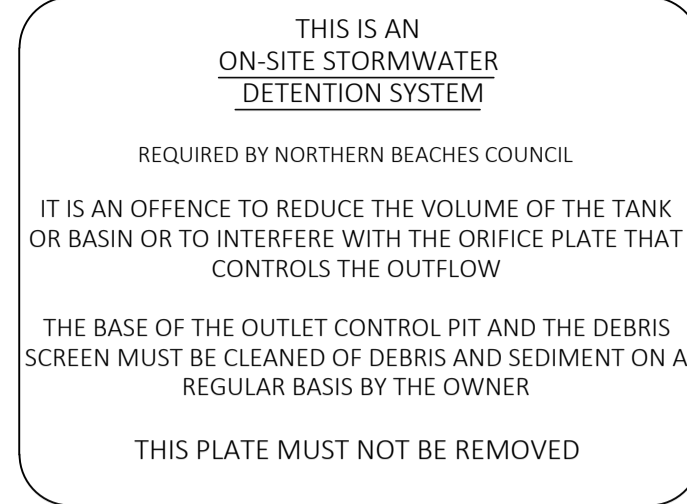 THIS IS AN
ON-SITE STORMWATER
DETENTION SYSTEM
REQUIRED BY NORTHERN BEACHES COUNCIL
IT IS AN OFFENCE TO REDUCE THE VOLUME OF THE TANK
OR BASIN OR TO INTERFERE WITH THE ORIFICE PLATE THAT
CONTROLS THE OUTFLOW
THE BASE OF THE OUTLET CONTROL PIT AND THE DEBRIS
SCREEN MUST BE CLEANED OF DEBRIS AND SEDIMENT ON A
REGULAR BASIS BY THE OWNER
THIS PLATE MUST NOT BE REMOVED